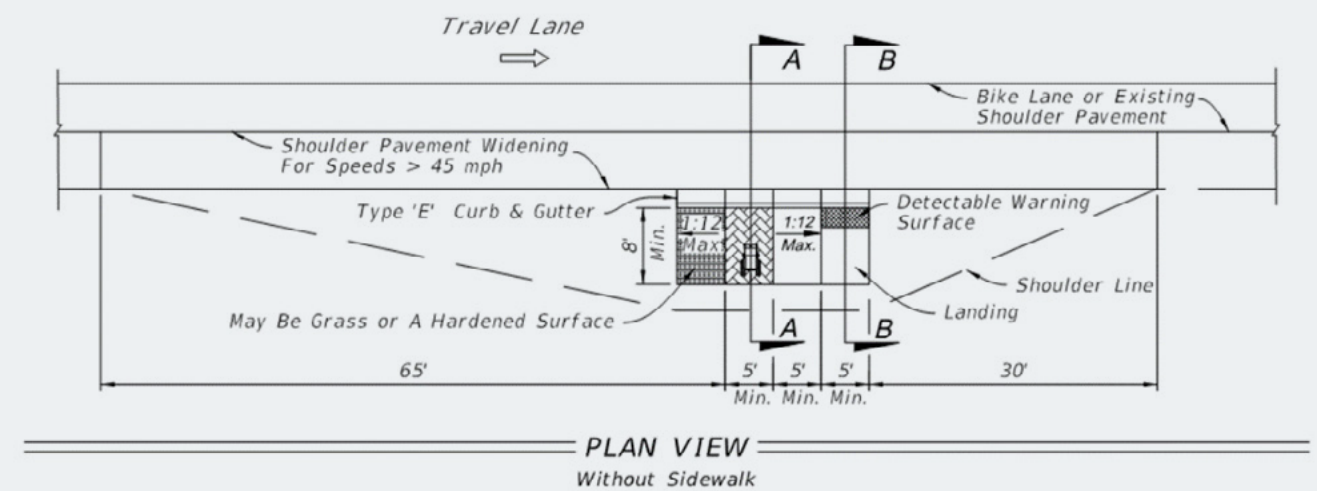 Travel Lane
A
B
Bike Lane or Existing
Shoulder Pavement
Shoulder Pavement Widening
For Speeds > 45 mph
Type 'E' Curb & Gutter
8'
Min.
1:12
Max.
1:12
Max.
Detectable Warning
Surface
Shoulder Line
Landing
May Be Grass or A Hardened Surface
A
B
65'
5'
Min.
5'
Min.
5'
Min.
30'
PLAN VIEW
Without Sidewalk